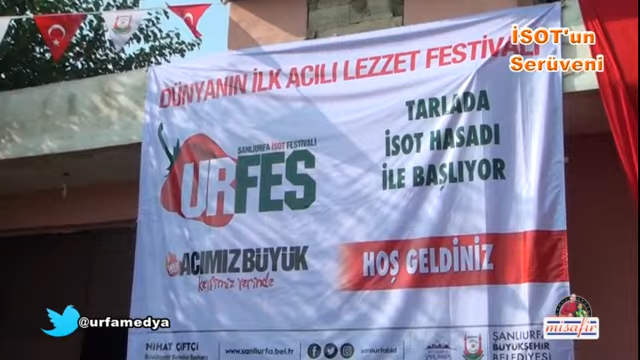 İSOT'un
Serüveni
DÜNYANIN İLK ACILI LEZZET FESTİVALİ
ŞANLIURFA İSOT FESTİVALİ
URFES
TARLADA
İSOT HASADI
İLE BAŞLIYOR
ACIMIZ BÜYÜK
keyfimiz yerinde
HOŞ GELDİNİZ
@urfamedya
NİHAT ÇİFTÇİ
www.sanliurfa.bel.tr
sanliurfabld
ŞANLIURFA
BÜYÜKŞEHİR
BELEDİYESİ
misafir